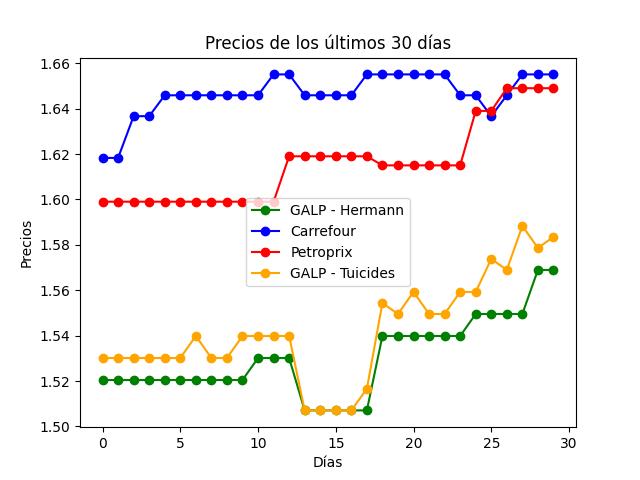 Precios de los últimos 30 días
Precios
1.66
1.64
1.62
1.60
1.58
1.56
1.54
1.52
1.50
GALP - Hermann
Carrefour
Petroprix
GALP - Tuicides
0 5 10 15 20 25 30
Días